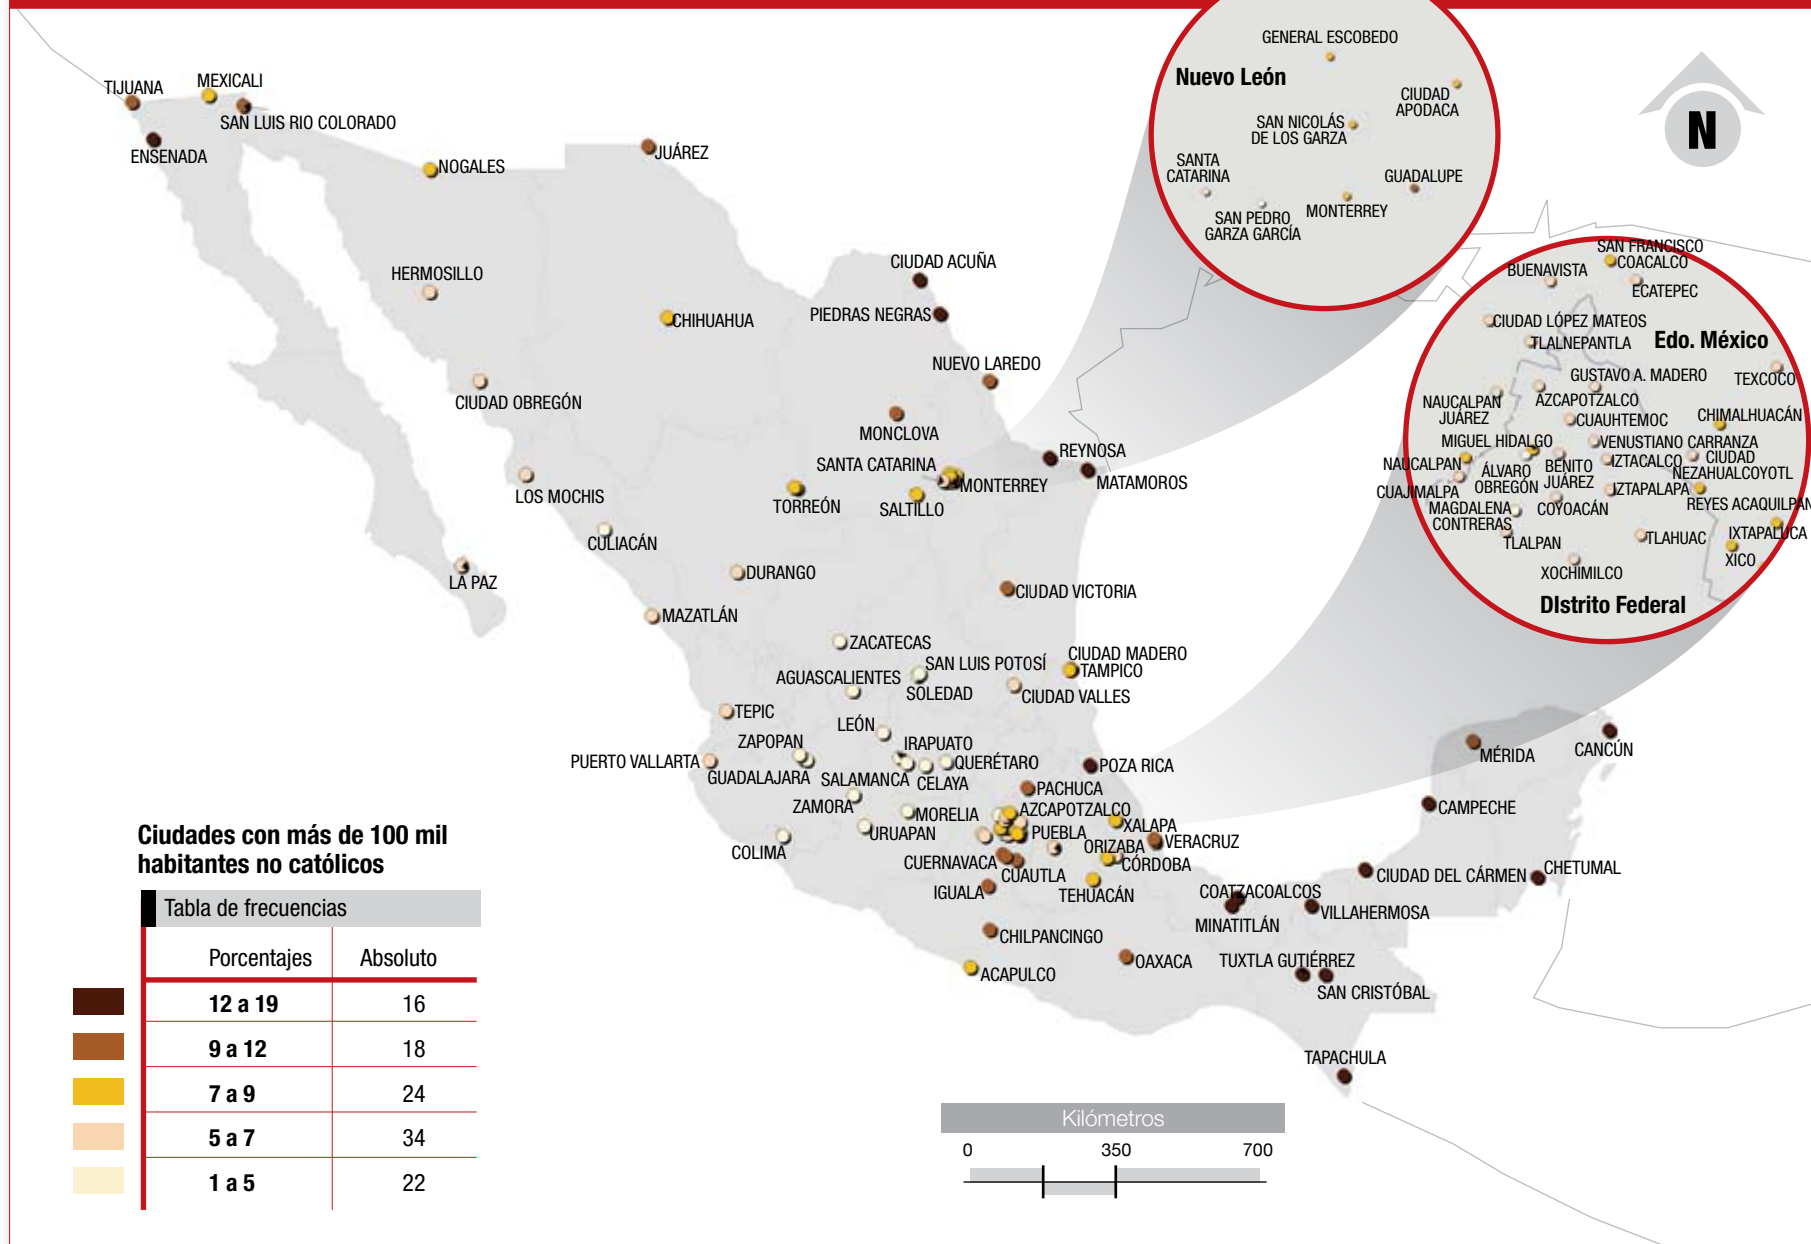 GENERAL ESCOBEDO
Nuevo León
CIUDAD
APODACA
SAN NICOLÁS
DE LOS GARZA
SANTA
CATARINA
GUADALUPE
SAN PEDRO
GARZA GARCÍA
MONTERREY
N
TIJUANA
MEXICALI
SAN LUIS RIO COLORADO
ENSENADA
NOGALES
JUÁREZ
HERMOSILLO
CHIHUAHUA
CIUDAD ACUÑA
PIEDRAS NEGRAS
NUEVO LAREDO
CIUDAD OBREGÓN
MONCLOVA
SANTA CATARINA
MONTERREY
REYNOSA
MATAMOROS
LOS MOCHIS
TORREÓN
SALTILLO
CULIACÁN
LA PAZ
DURANGO
CIUDAD VICTORIA
MAZATLÁN
ZACATECAS
SAN LUIS POTOSÍ
CIUDAD MADERO
TAMPICO
AGUASCALIENTES
SOLEDAD
CIUDAD VALLES
TEPIC
LEÓN
ZAPOPAN
IRAPUATO
PUERTO VALLARTA
GUADALAJARA
SALAMANCA
CELAYA
QUERÉTARO
POZA RICA
ZAMORA
MORELIA
PACHUCA
AZCAPOTZALCO
URUAPAN
COLIMA
PUEBLA
XALAPA
ORIZABA
VERACRUZ
CUERNAVACA
CUAUTLA
CÓRDOBA
IGUALA
TEHUACÁN
CHILPANCINGO
ACAPULCO
OAXACA
COATZACOALCOS
MINATITLÁN
VILLAHERMOSA
TUXTLA GUTIÉRREZ
SAN CRISTÓBAL
TAPACHULA
CIUDAD DEL CÁRMEN
CHETUMAL
CAMPECHE
MÉRIDA
CANCÚN
SAN FRANCISCO
COACALCO
BUENAVISTA
ECATEPEC
CIUDAD LÓPEZ MATEOS
TLALNEPANTLA
Edo. México
GUSTAVO A. MADERO
TEXCOCO
NAUCALPAN
JUÁREZ
AZCAPOTZALCO
CUAUHTEMOC
CHIMALHUACÁN
MIGUEL HIDALGO
VENUSTIANO CARRANZA
NAUCALPAN
ÁLVARO
OBREGÓN
BENITO
JUÁREZ
IZTACALCO
CIUDAD
NEZAHUALCOYOTL
CUAJIMALPA
IZTAPALAPA
REYES ACAQUILPAN
MAGDALENA
CONTRERAS
COYOACÁN
TLALPAN
TLAHUAC
IXTAPALUCA
XICO
XOCHIMILCO
DIstrito Federal
Ciudades con más de 100 mil
habitantes no católicos
Tabla de frecuencias
Porcentajes Absoluto
12 a 19 16
9 a 12 18
7 a 9 24
5 a 7 34
1 a 5 22
Kilómetros
0 350 700